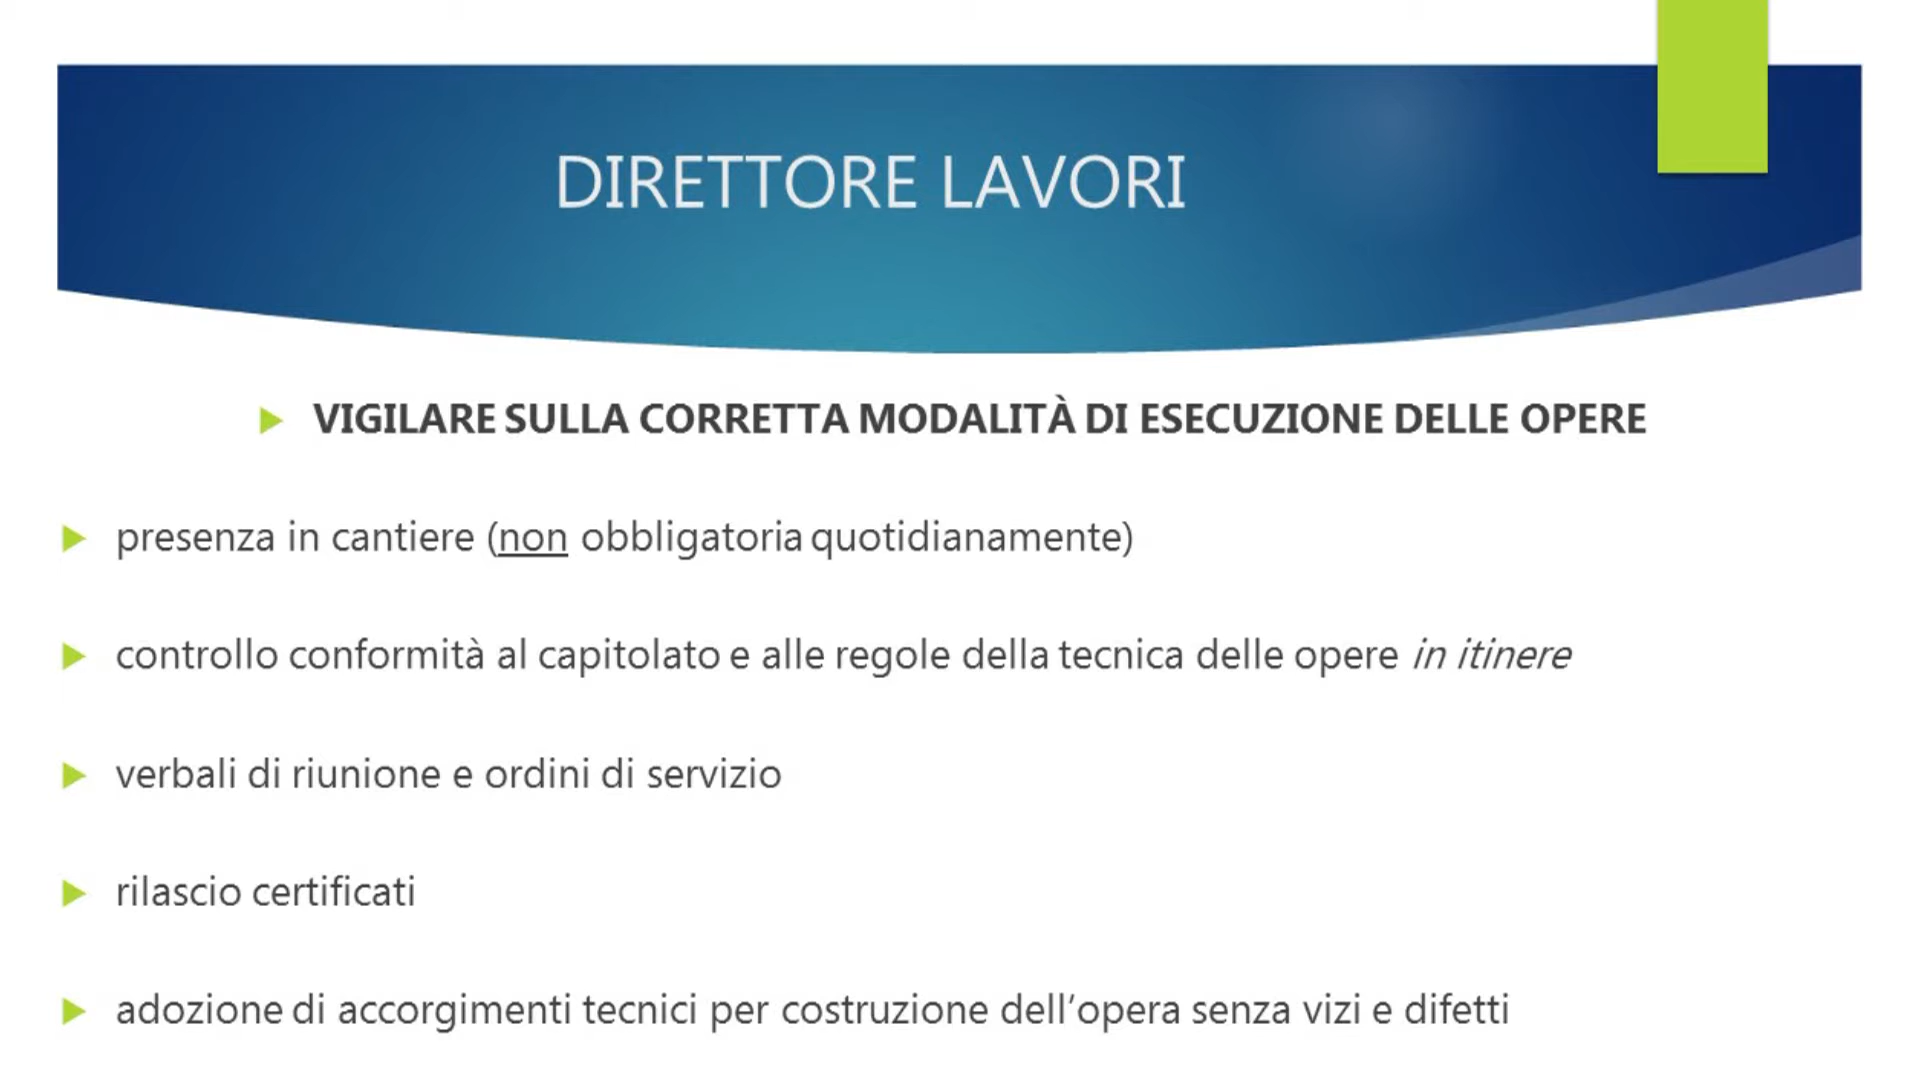 DIRETTORE LAVORI
VIGILARE SULLA CORRETTA MODALITÀ DI ESECUZIONE DELLE OPERE
presenza in cantiere (non obbligatoria quotidianamente)
controllo conformità al capitolato e alle regole della tecnica delle opere in itinere
verbali di riunione e ordini di servizio
rilascio certificati
adozione di accorgimenti tecnici per costruzione dell’opera senza vizi e difetti